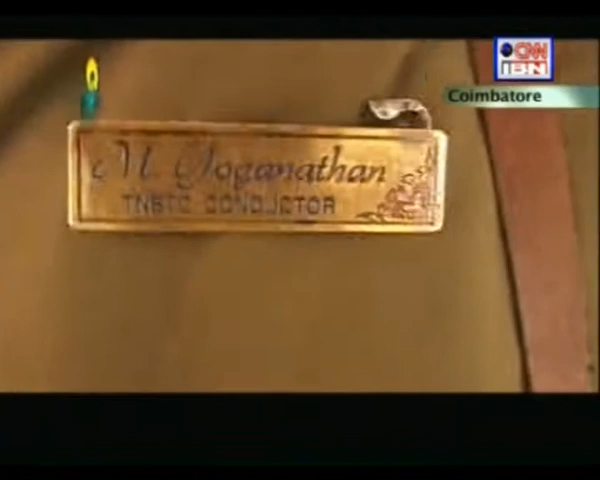 CNN
IBN
Coimbatore
M. Yoganathan
TNSTC CONDUCTOR